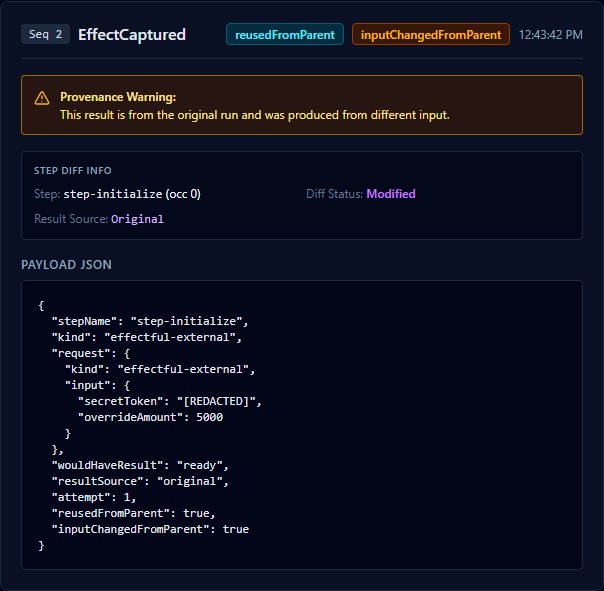 Seq 2 EffectCaptured reusedFromParent inputChangedFromParent 12:43:42 PM
Provenance Warning:
This result is from the original run and was produced from different input.
STEP DIFF INFO
Step: step-initialize (occ 0) Diff Status: Modified
Result Source: Original
PAYLOAD JSON
{
  "stepName": "step-initialize",
  "kind": "effectful-external",
  "request": {
    "kind": "effectful-external",
    "input": {
      "secretToken": "[REDACTED]",
      "overrideAmount": 5000
    }
  },
  "wouldHaveResult": "ready",
  "resultSource": "original",
  "attempt": 1,
  "reusedFromParent": true,
  "inputChangedFromParent": true
}